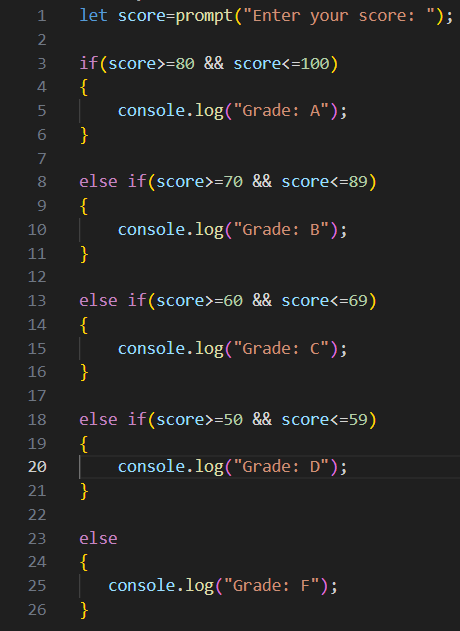 1 let score=prompt("Enter your score: ");
2
3 if(score>=80 && score<=100)
4 {
5     console.log("Grade: A");
6 }
7
8 else if(score>=70 && score<=89)
9 {
10     console.log("Grade: B");
11 }
12
13 else if(score>=60 && score<=69)
14 {
15     console.log("Grade: C");
16 }
17
18 else if(score>=50 && score<=59)
19 {
20     console.log("Grade: D");
21 }
22
23 else
24 {
25    console.log("Grade: F");
26 }